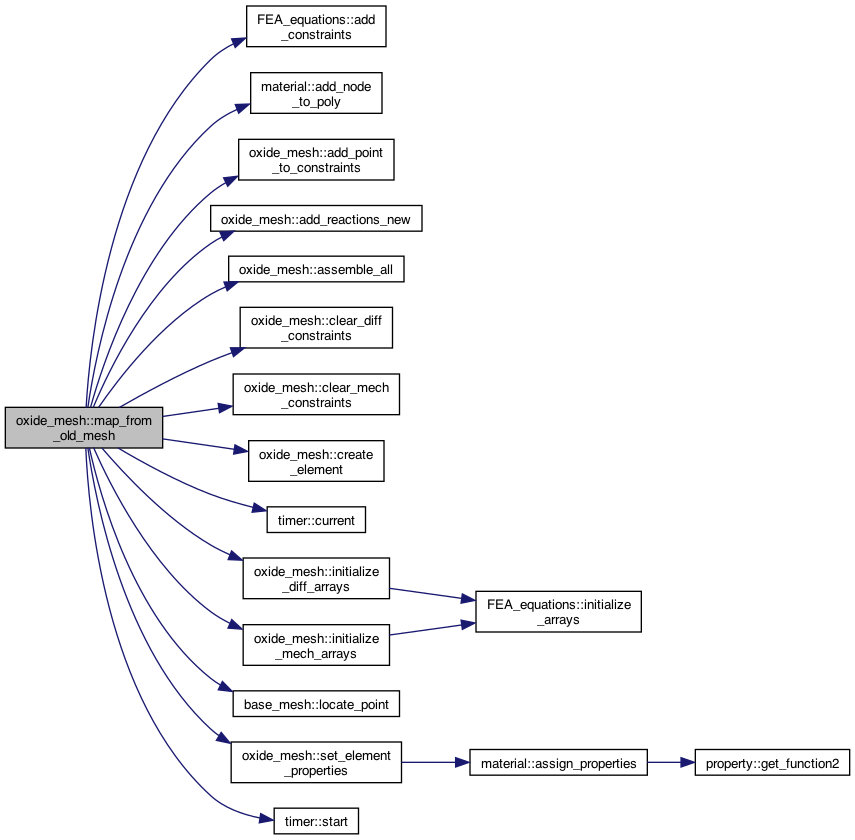 FEA_equations::add
_constraints
material::add_node
_to_poly
oxide_mesh::add_point
_to_constraints
oxide_mesh::add_reactions_new
oxide_mesh::assemble_all
oxide_mesh::clear_diff
_constraints
oxide_mesh::clear_mech
_constraints
oxide_mesh::map_from
_old_mesh
oxide_mesh::create
_element
timer::current
oxide_mesh::initialize
_diff_arrays
FEA_equations::initialize
_arrays
oxide_mesh::initialize
_mech_arrays
base_mesh::locate_point
oxide_mesh::set_element
_properties
material::assign_properties
property::get_function2
timer::start